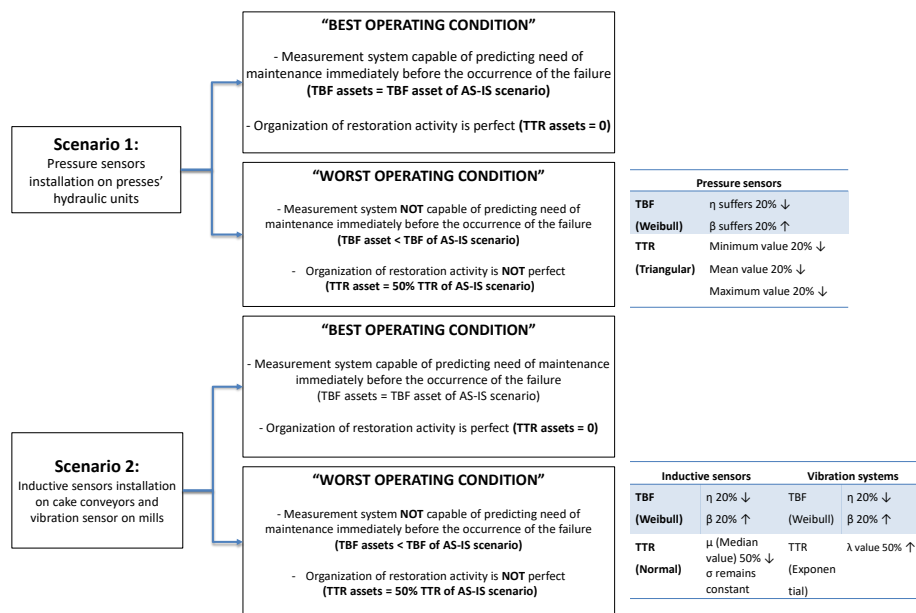 Scenario 1:
Pressure sensors
installation on presses'
hydraulic units
“BEST OPERATING CONDITION”
- Measurement system capable of predicting need of
maintenance immediately before the occurrence of the failure
(TBF assets = TBF asset of AS-IS scenario)
- Organization of restoration activity is perfect (TTR assets = 0)
“WORST OPERATING CONDITION”
- Measurement system NOT capable of predicting need of
maintenance immediately before the occurrence of the failure
(TBF asset < TBF of AS-IS scenario)
- Organization of restoration activity is NOT perfect
(TTR asset = 50% TTR of AS-IS scenario)
Pressure sensors
TBF η suffers 20% ↓
(Weibull) β suffers 20% ↑
TTR Minimum value 20% ↓
(Triangular) Mean value 20% ↓
Maximum value 20% ↓
Scenario 2:
Inductive sensors installation
on cake conveyors and
vibration sensor on mills
“BEST OPERATING CONDITION”
- Measurement system capable of predicting need of maintenance
immediately before the occurrence of the failure
(TBF assets = TBF asset of AS-IS scenario)
- Organization of restoration activity is perfect (TTR assets = 0)
“WORST OPERATING CONDITION”
- Measurement system NOT capable of predicting need of
maintenance immediately before the occurrence of the failure
(TBF assets < TBF of AS-IS scenario)
- Organization of restoration activity is NOT perfect
(TTR assets = 50% TTR of AS-IS scenario)
Inductive sensors Vibration systems
TBF η 20% ↓ TBF η 20% ↓
(Weibull) β 20% ↑ (Weibull) β 20% ↑
TTR μ (Median TTR λ value 50% ↑
(Normal) value) 50% ↓ (Exponen
σ remains tial)
constant